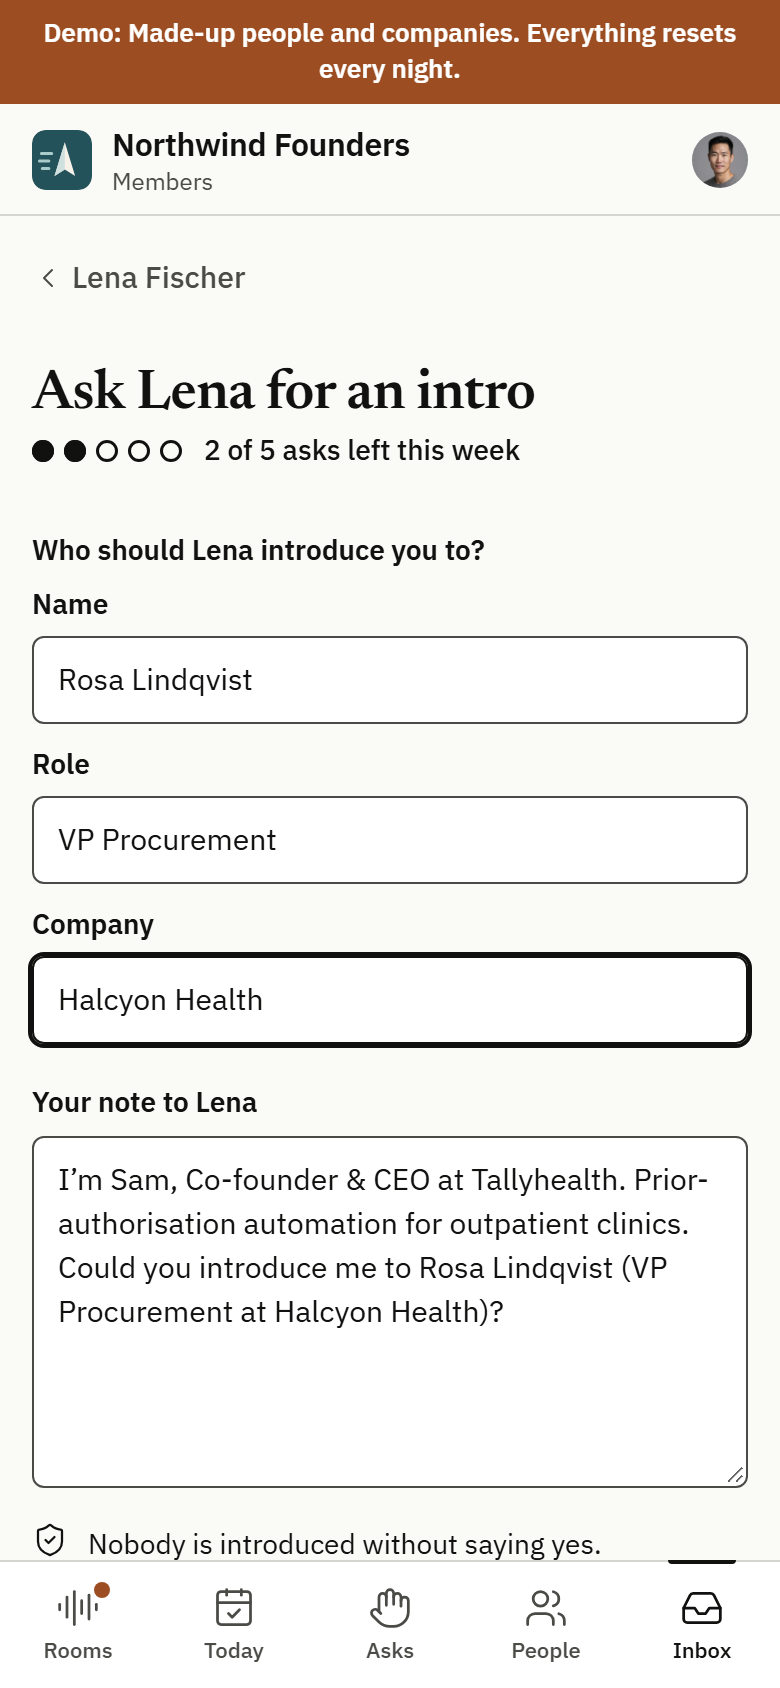 Demo: Made-up people and companies. Everything resets
every night.
Northwind Founders
Members
Lena Fischer
Ask Lena for an intro
2 of 5 asks left this week
Who should Lena introduce you to?
Name
Rosa Lindqvist
Role
VP Procurement
Company
Halcyon Health
Your note to Lena
I’m Sam, Co-founder & CEO at Tallyhealth. Prior-
authorisation automation for outpatient clinics.
Could you introduce me to Rosa Lindqvist (VP
Procurement at Halcyon Health)?
Nobody is introduced without saying yes.
Rooms
Today
Asks
People
Inbox